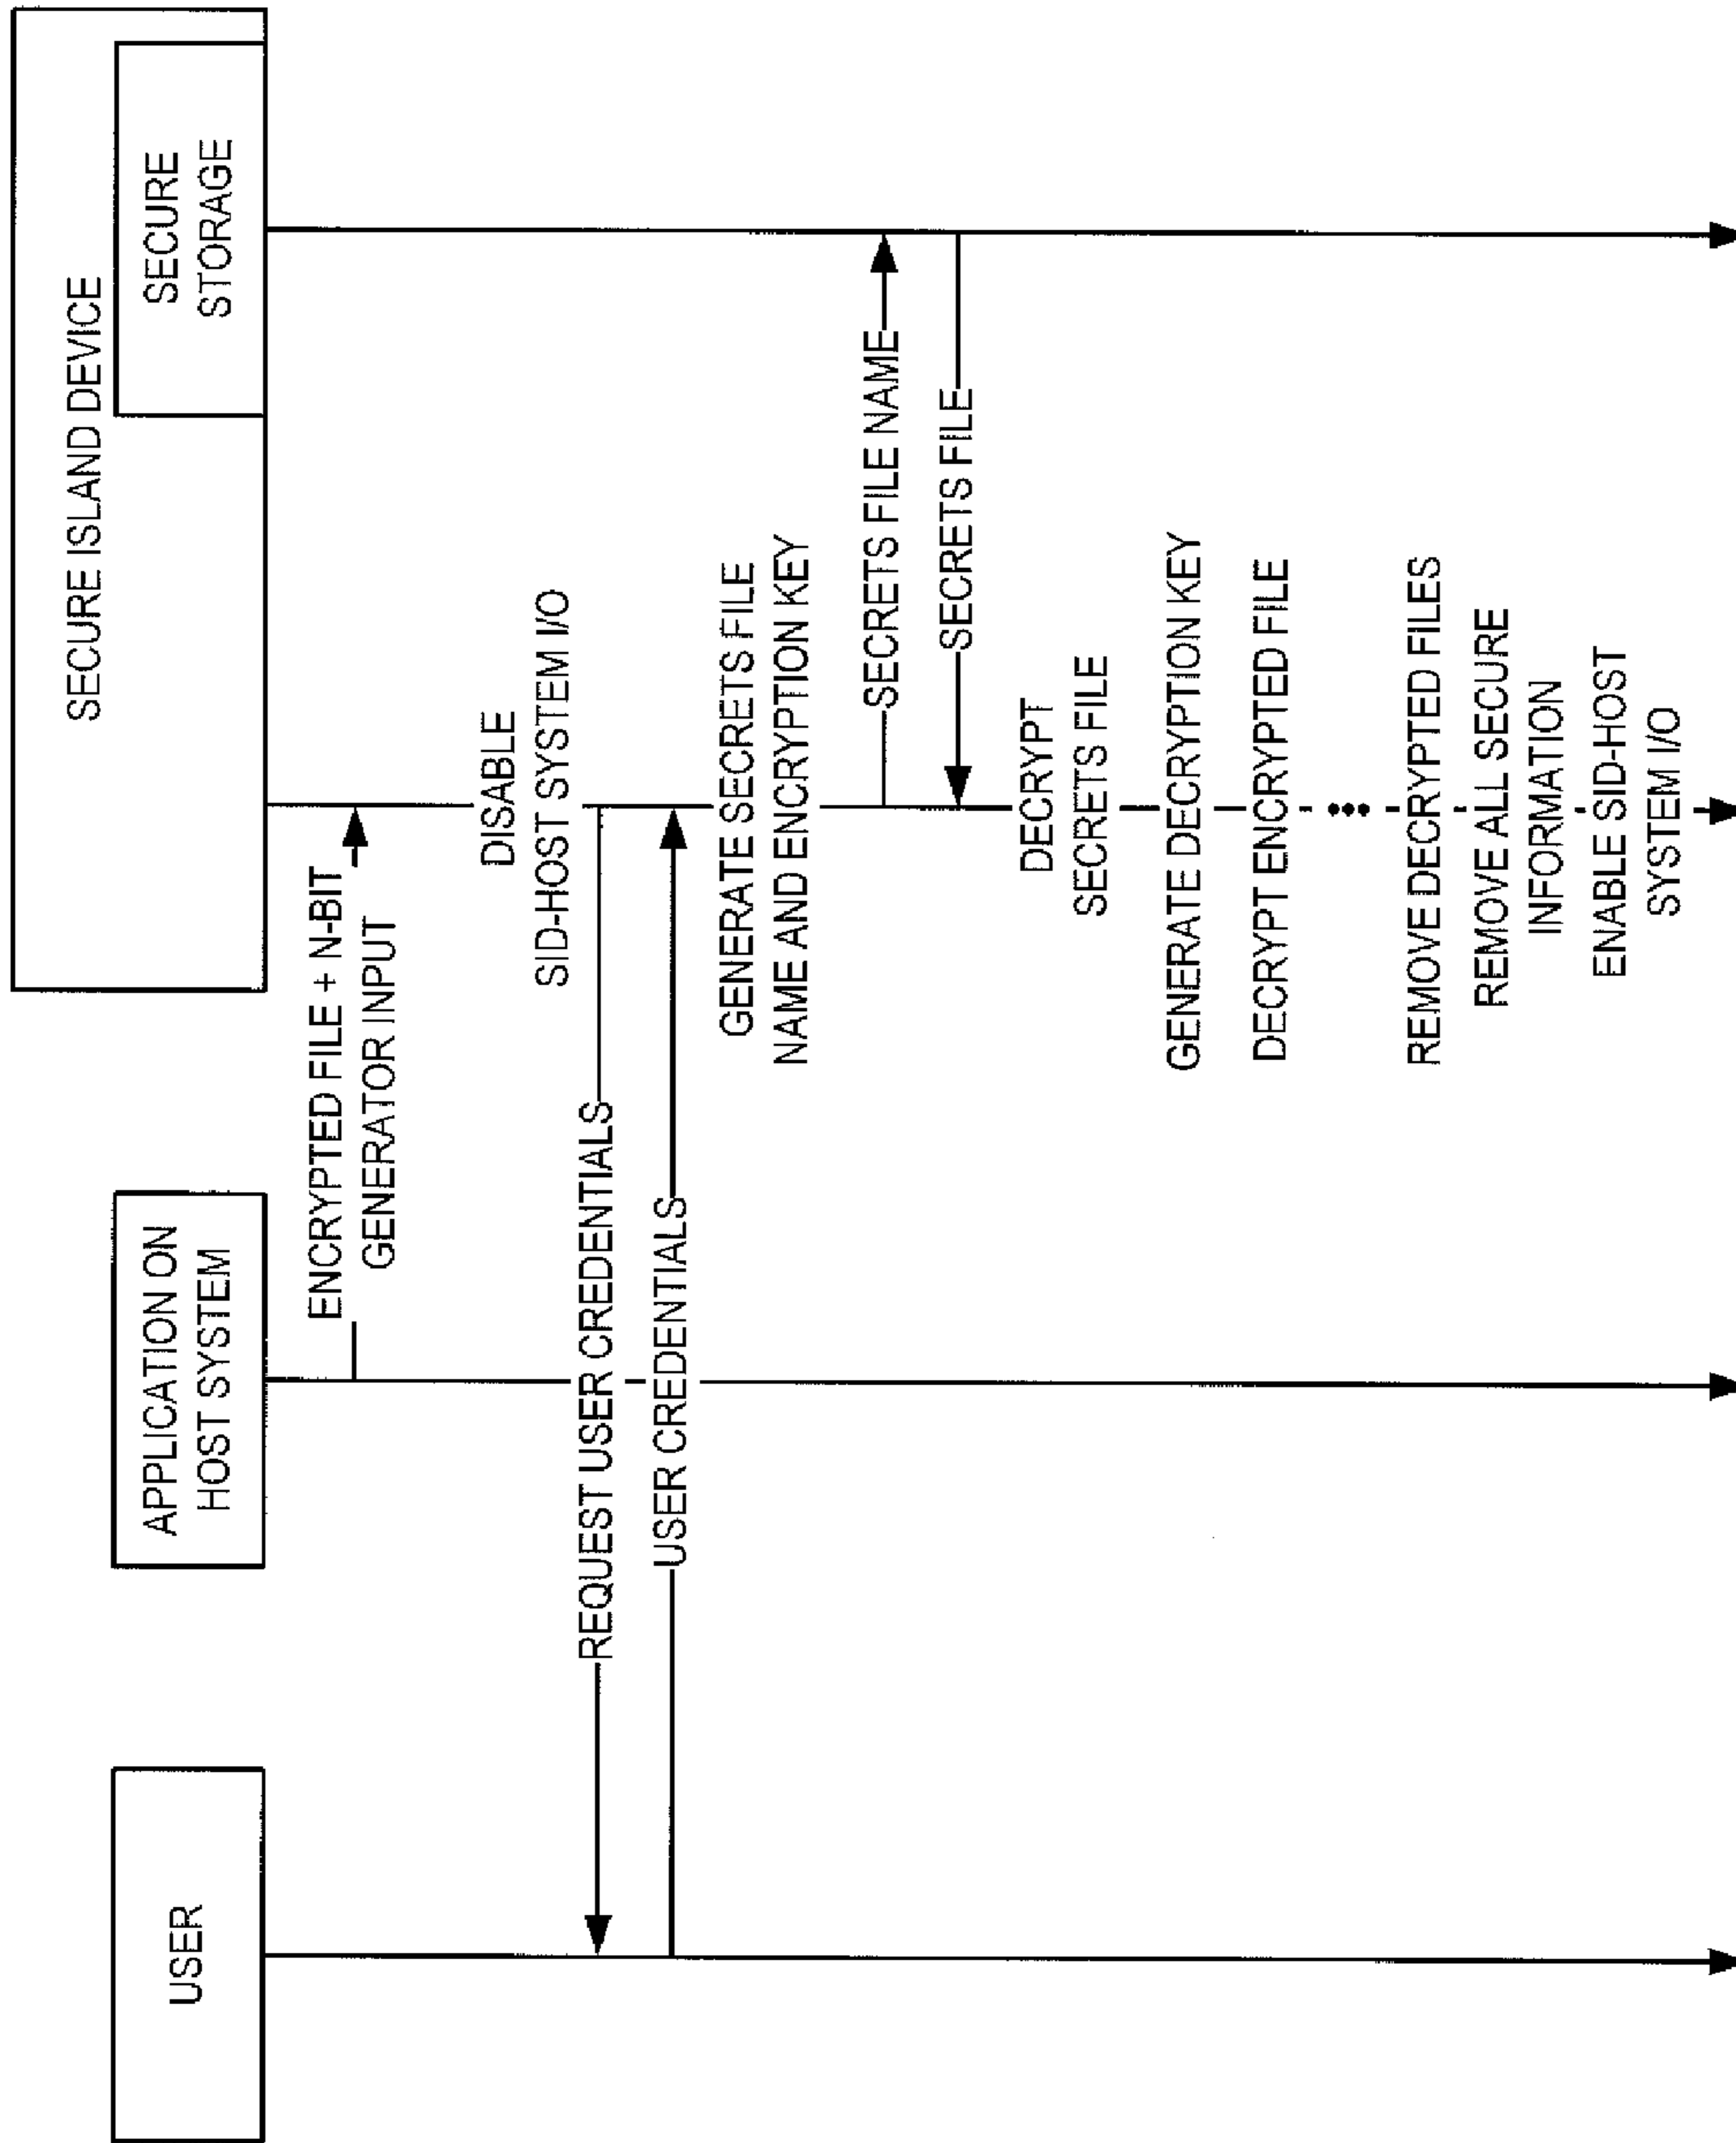 USER
APPLICATION ON
HOST SYSTEM
SECURE ISLAND DEVICE
SECURE
STORAGE
ENCRYPTED FILE + N-BIT
GENERATOR INPUT
DISABLE
SID-HOST SYSTEM I/O
REQUEST USER CREDENTIALS
USER CREDENTIALS
GENERATE SECRETS FILE
NAME AND ENCRYPTION KEY
SECRETS FILE NAME
SECRETS FILE
DECRYPT
SECRETS FILE
GENERATE DECRYPTION KEY
DECRYPT ENCRYPTED FILE
REMOVE DECRYPTED FILES
REMOVE ALL SECURE
INFORMATION
ENABLE SID-HOST
SYSTEM I/O